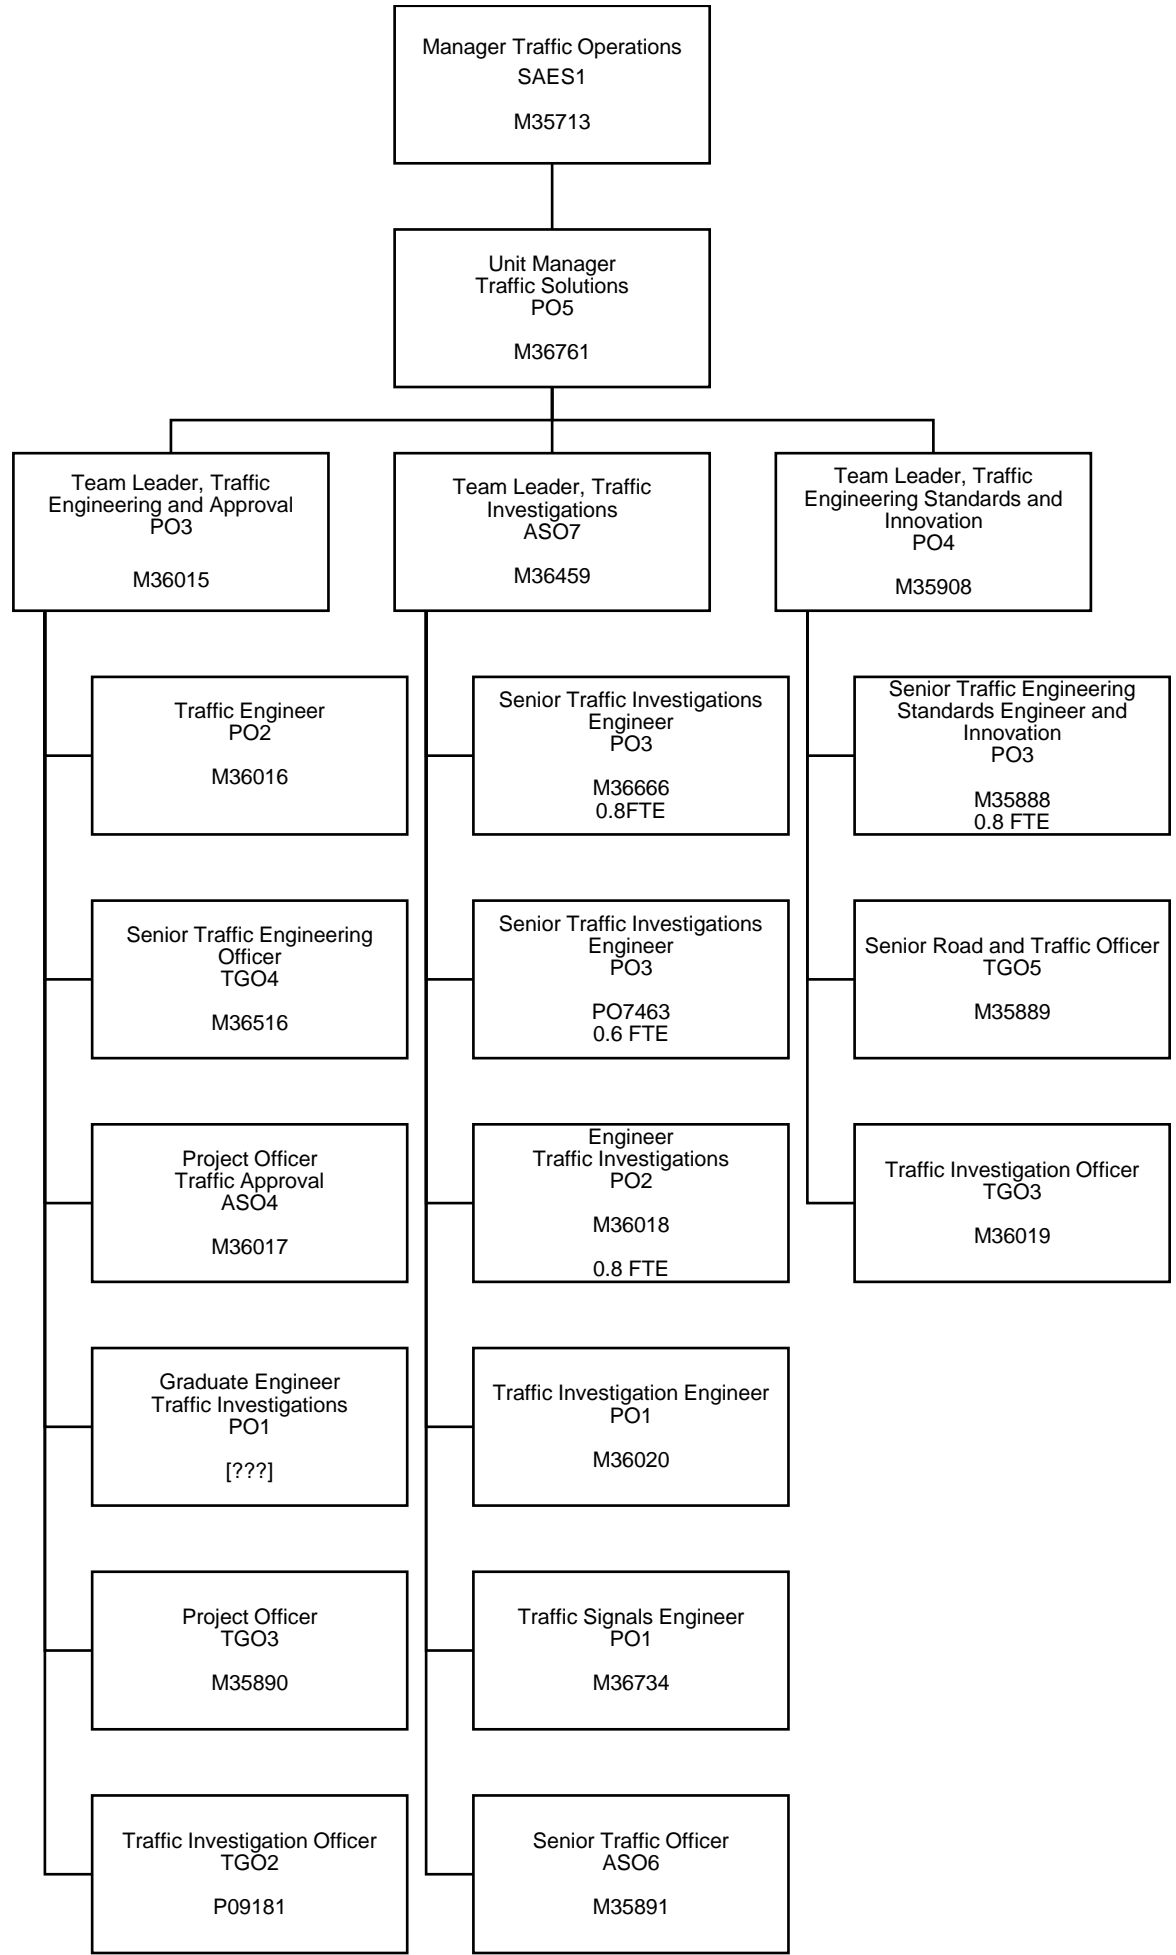 Manager Traffic Operations
SAES1
M35713
Unit Manager
Traffic Solutions
PO5
M36761
Team Leader, Traffic
Engineering and Approval
PO3
M36015
Team Leader, Traffic
Investigations
ASO7
M36459
Team Leader, Traffic
Engineering Standards and
Innovation
PO4
M35908
Traffic Engineer
PO2
M36016
Senior Traffic Investigations
Engineer
PO3
M36666
0.8FTE
Senior Traffic Engineering
Standards Engineer and
Innovation
PO3
M35888
0.8 FTE
Senior Traffic Engineering
Officer
TGO4
M36516
Senior Traffic Investigations
Engineer
PO3
PO7463
0.6 FTE
Senior Road and Traffic Officer
TGO5
M35889
Project Officer
Traffic Approval
ASO4
M36017
Engineer
Traffic Investigations
PO2
M36018
0.8 FTE
Traffic Investigation Officer
TGO3
M36019
Graduate Engineer
Traffic Investigations
PO1
[???]
Traffic Investigation Engineer
PO1
M36020
Project Officer
TGO3
M35890
Traffic Signals Engineer
PO1
M36734
Traffic Investigation Officer
TGO2
P09181
Senior Traffic Officer
ASO6
M35891